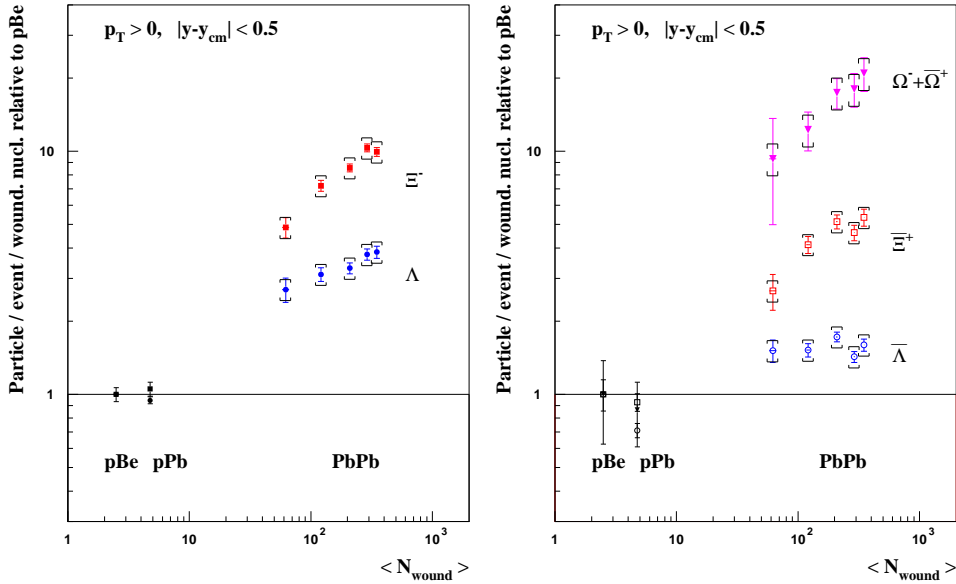 Particle / event / wound. nucl. relative to pBe
p_T > 0, |y-y_cm| < 0.5
10
Ξ⁻
Λ
1
pBe pPb PbPb
1 10 10² 10³
< N_wound >
Particle / event / wound. nucl. relative to pBe
p_T > 0, |y-y_cm| < 0.5
Ω⁻+Ω̅⁺
10
Ξ̅⁺
Λ̅
1
pBe pPb PbPb
1 10 10² 10³
< N_wound >